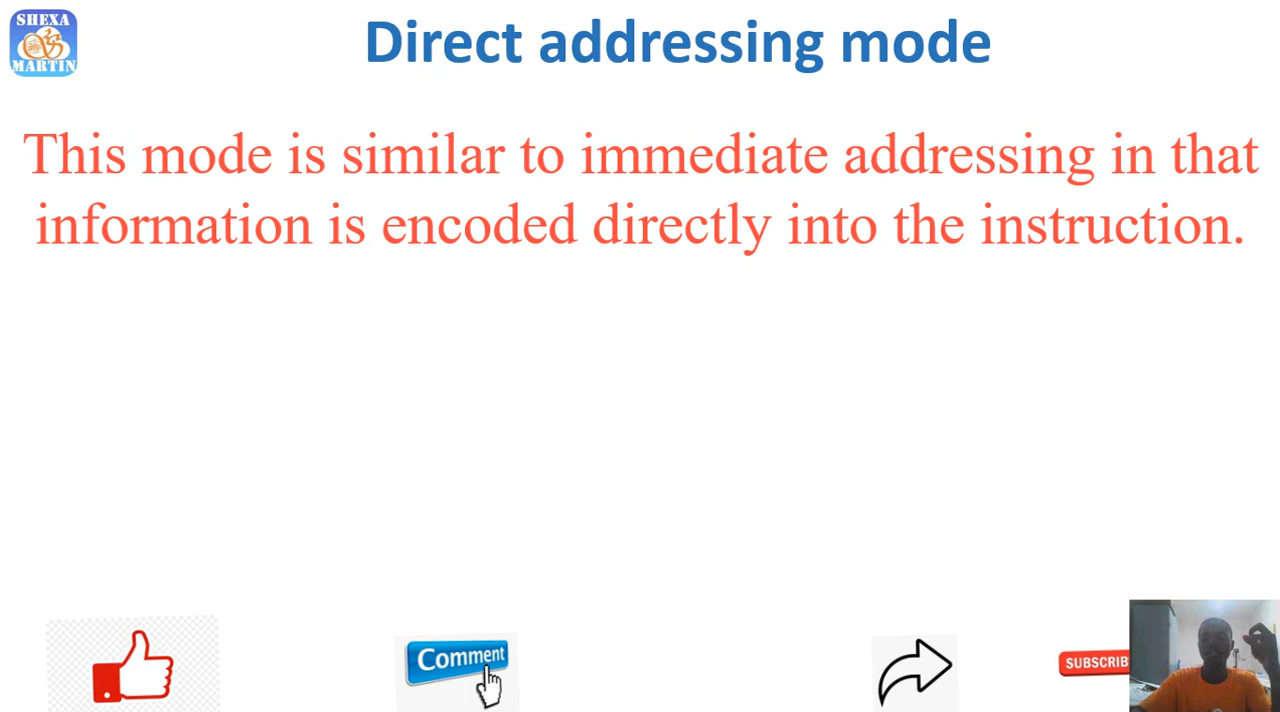 SHEXA
MARTIN
Direct addressing mode
This mode is similar to immediate addressing in that
information is encoded directly into the instruction.
Comment
SUBSCRIB